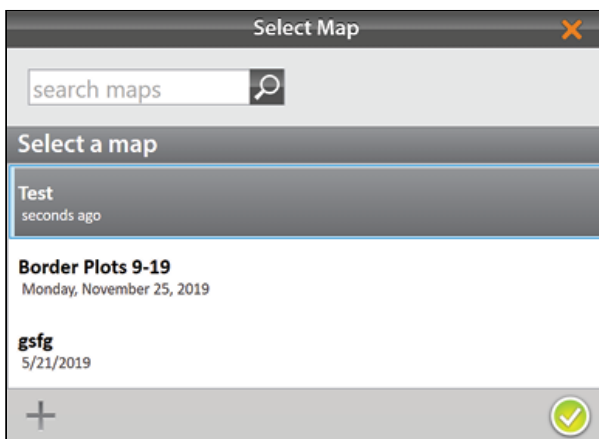 Select Map
search maps
Select a map
Test
seconds ago
Border Plots 9-19
Monday, November 25, 2019
gsfg
5/21/2019